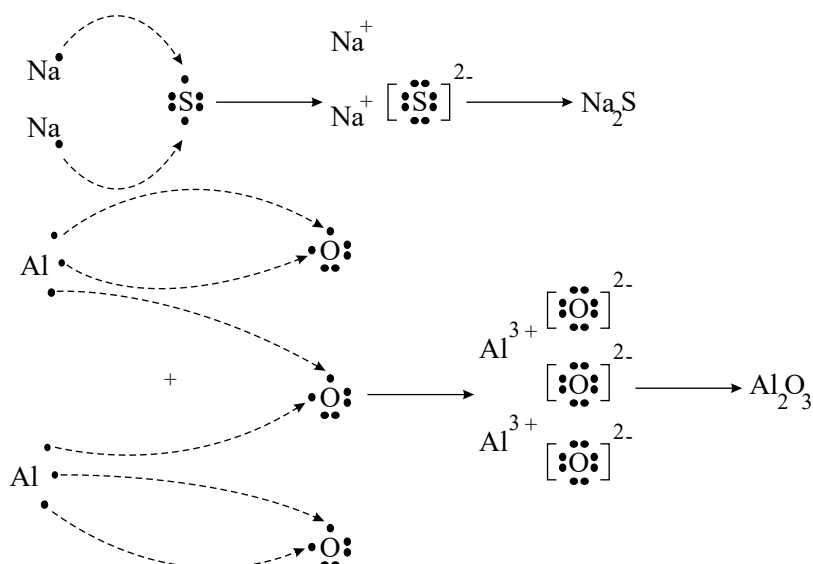 Na⁺
Na
S
Na⁺ [S]²⁻ Na₂S
Na
O
Al
[O]²⁻
Al³⁺
+ O [O]²⁻ Al₂O₃
Al³⁺
[O]²⁻
Al
O